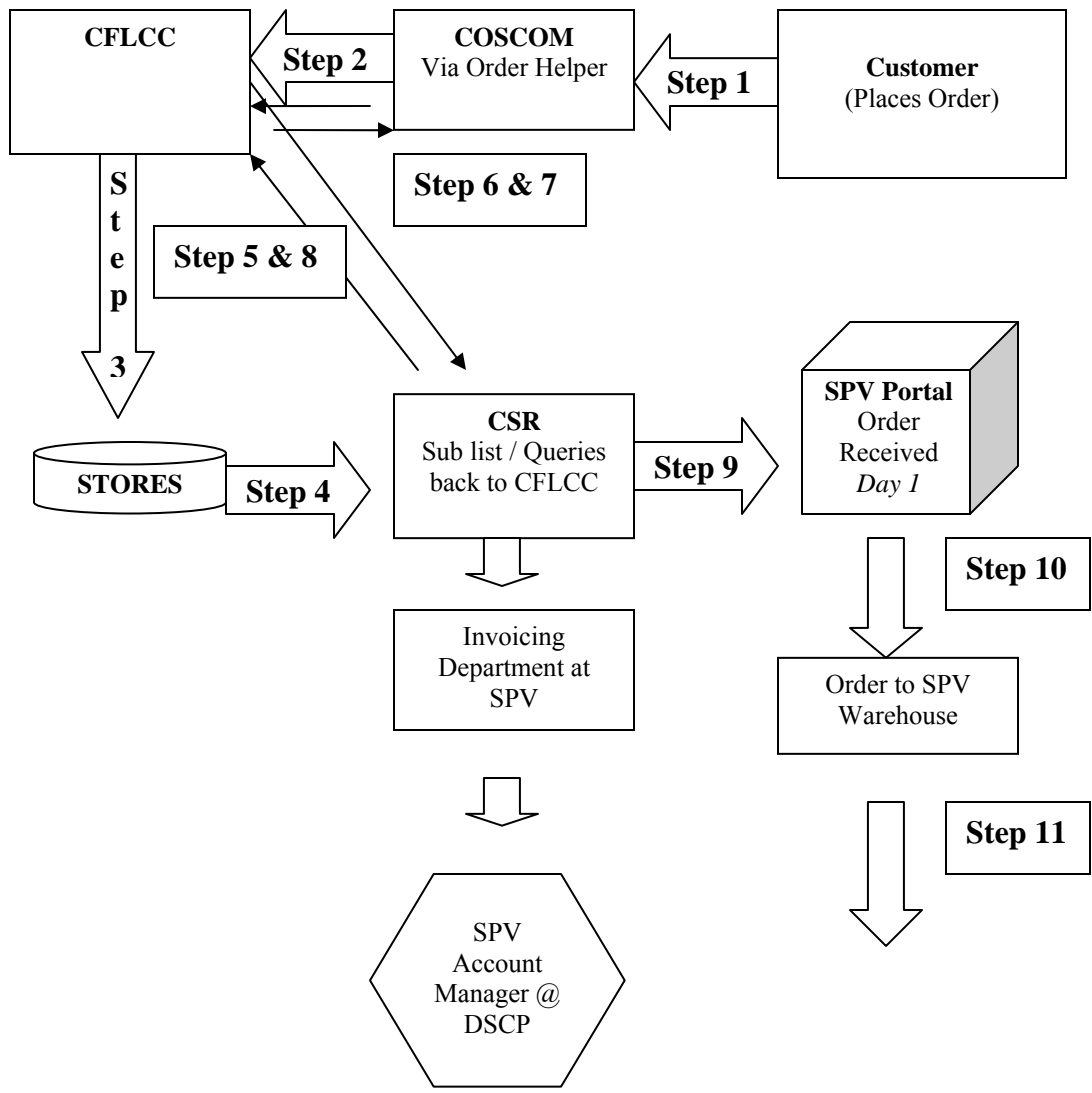 CFLCC
Step 2
COSCOM
Via Order Helper
Step 1
Customer
(Places Order)
Step 6 & 7
S
t
e
p
3
Step 5 & 8
STORES
Step 4
CSR
Sub list / Queries
back to CFLCC
Step 9
SPV Portal
Order
Received
Day 1
Step 10
Invoicing
Department at
SPV
Order to SPV
Warehouse
Step 11
SPV
Account
Manager @
DSCP